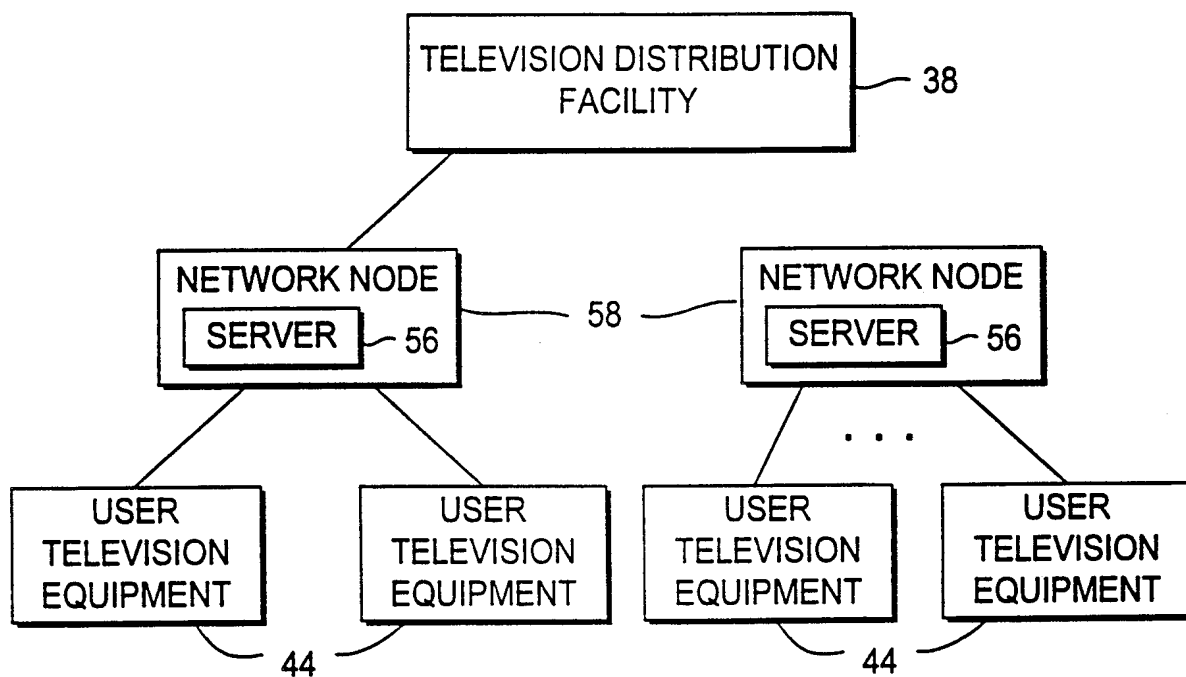 TELEVISION DISTRIBUTION
FACILITY
38
NETWORK NODE
SERVER
56
58
NETWORK NODE
SERVER
56
. . .
USER
TELEVISION
EQUIPMENT
USER
TELEVISION
EQUIPMENT
USER
TELEVISION
EQUIPMENT
USER
TELEVISION
EQUIPMENT
44
44